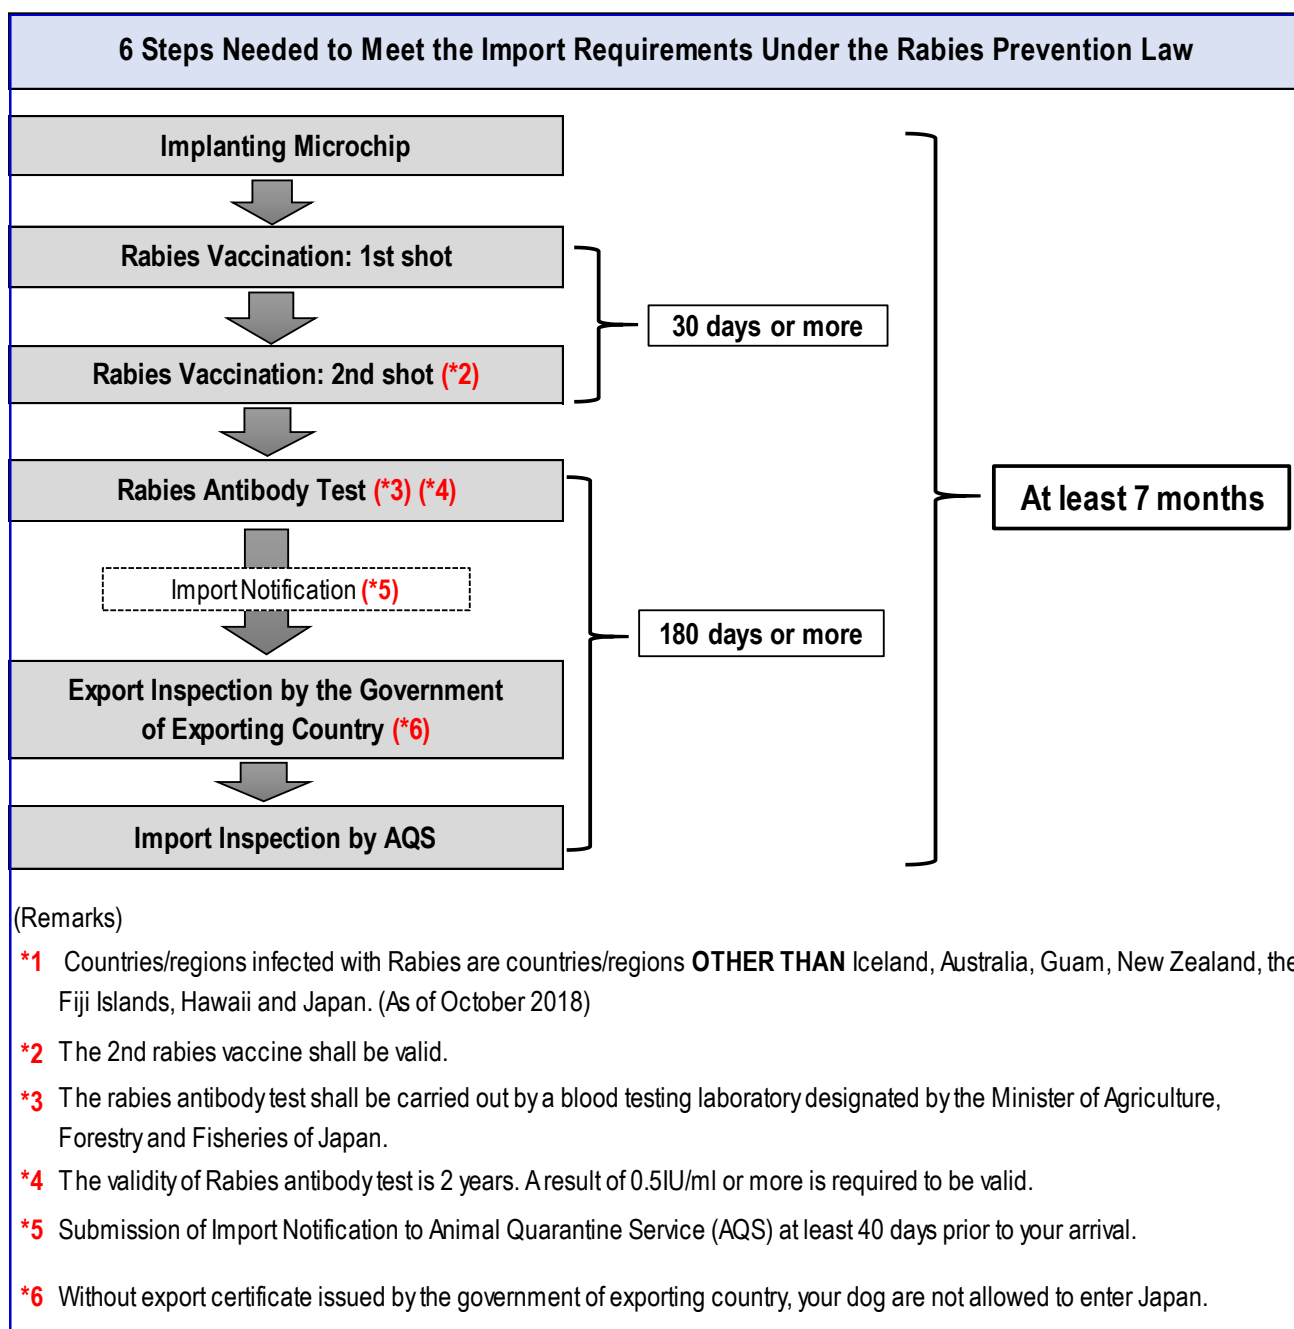 6 Steps Needed to Meet the Import Requirements Under the Rabies Prevention Law
Implanting Microchip
Rabies Vaccination: 1st shot
30 days or more
Rabies Vaccination: 2nd shot (*2)
Rabies Antibody Test (*3) (*4)
At least 7 months
Import Notification (*5)
180 days or more
Export Inspection by the Government
of Exporting Country (*6)
Import Inspection by AQS
(Remarks)
*1 Countries/regions infected with Rabies are countries/regions OTHER THAN Iceland, Australia, Guam, New Zealand, the
Fiji Islands, Hawaii and Japan. (As of October 2018)
*2 The 2nd rabies vaccine shall be valid.
*3 The rabies antibody test shall be carried out by a blood testing laboratory designated by the Minister of Agriculture,
Forestry and Fisheries of Japan.
*4 The validity of Rabies antibody test is 2 years. A result of 0.5IU/ml or more is required to be valid.
*5 Submission of Import Notification to Animal Quarantine Service (AQS) at least 40 days prior to your arrival.
*6 Without export certificate issued by the government of exporting country, your dog are not allowed to enter Japan.